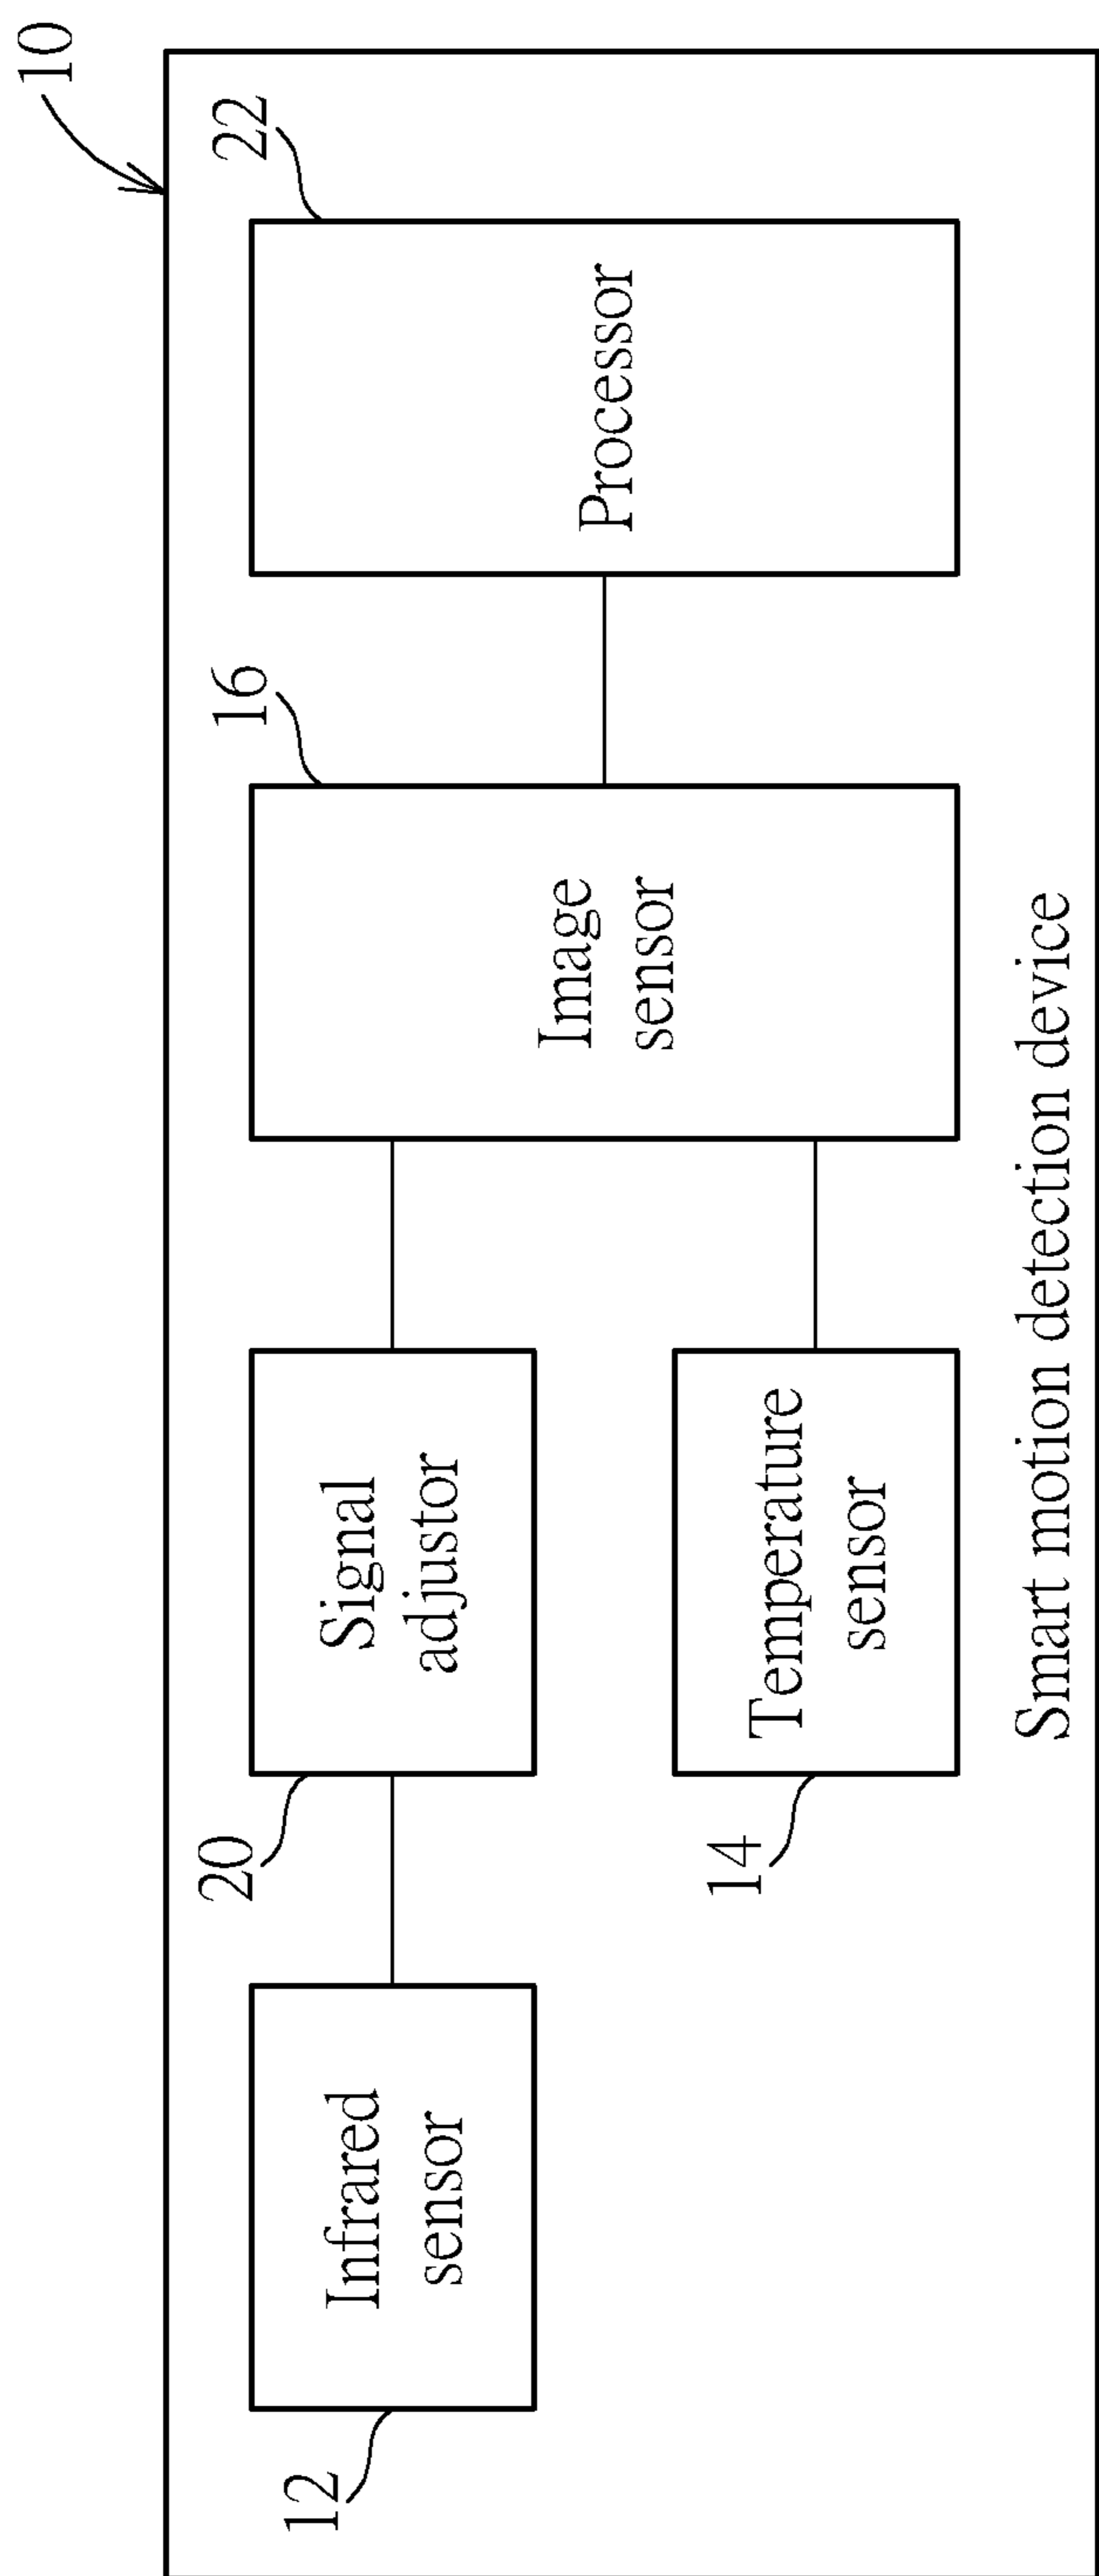 10
12
Infrared
sensor
20
Signal
adjustor
14
Temperature
sensor
16
Image
sensor
22
Processor
Smart motion detection device